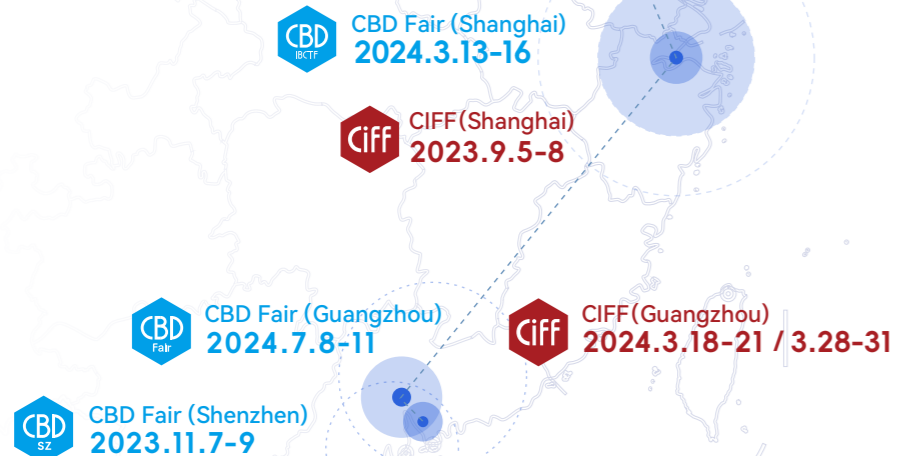 CBD
IBCTF
CBD Fair (Shanghai)
2024.3.13-16
Ciff
CIFF(Shanghai)
2023.9.5-8
CBD
Fair
CBD Fair (Guangzhou)
2024.7.8-11
Ciff
CIFF(Guangzhou)
2024.3.18-21 / 3.28-31
CBD
SZ
CBD Fair (Shenzhen)
2023.11.7-9